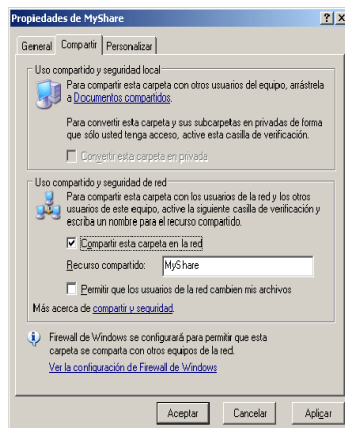 Propiedades de MyShare
General Compartir Personalizar
Uso compartido y seguridad local
Para compartir esta carpeta con otros usuarios del equipo, arrástrela
a Documentos compartidos.
Para convertir esta carpeta y sus subcarpetas en privadas de forma
que sólo usted tenga acceso, active esta casilla de verificación.
Convertir esta carpeta en privada
Uso compartido y seguridad de red
Para compartir esta carpeta con los usuarios de la red y los otros
usuarios de este equipo, active la siguiente casilla de verificación y
escriba un nombre para el recurso compartido.
Compartir esta carpeta en la red
Recurso compartido: MyShare
Permitir que los usuarios de la red cambien mis archivos
Más acerca de compartir y seguridad.
Firewall de Windows se configurará para permitir que esta
carpeta se comparta con otros equipos de la red.
Ver la configuración de Firewall de Windows
Aceptar Cancelar Aplicar